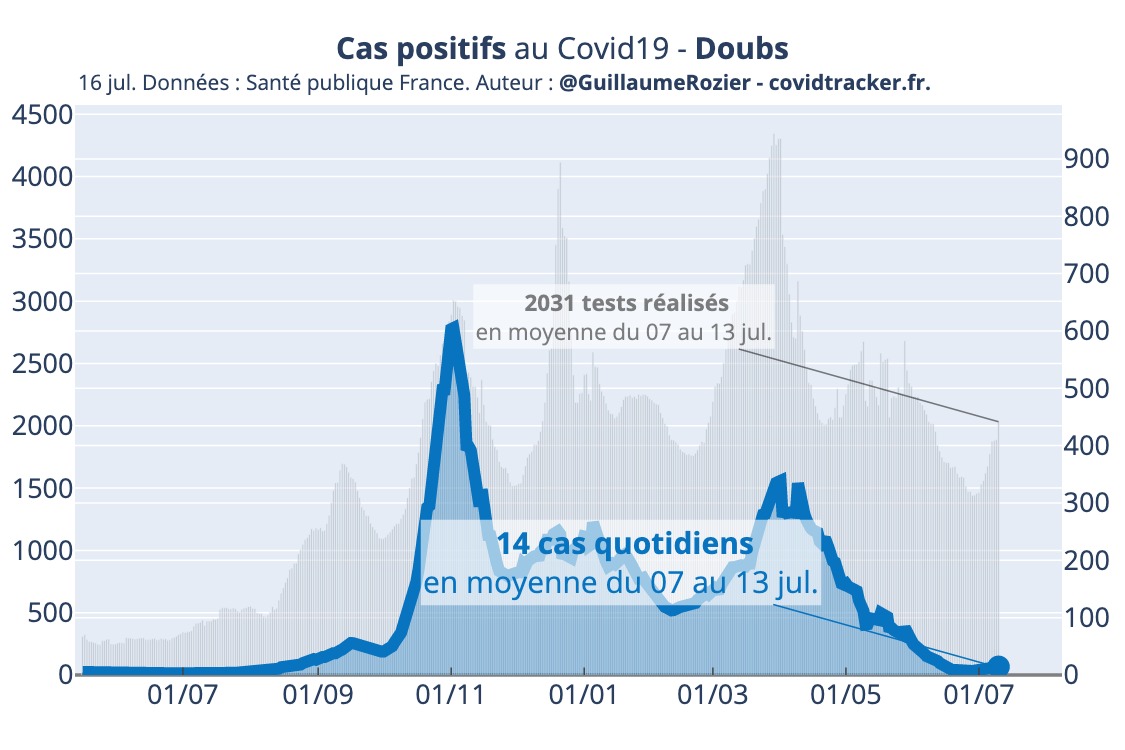 Cas positifs au Covid19 - Doubs
16 jul. Données : Santé publique France. Auteur : @GuillaumeRozier - covidtracker.fr.
4500
4000
3500
3000
2500
2000
1500
1000
500
0
900
800
700
600
500
400
300
200
100
0
2031 tests réalisés
en moyenne du 07 au 13 jul.
14 cas quotidiens
en moyenne du 07 au 13 jul.
01/07 01/09 01/11 01/01 01/03 01/05 01/07